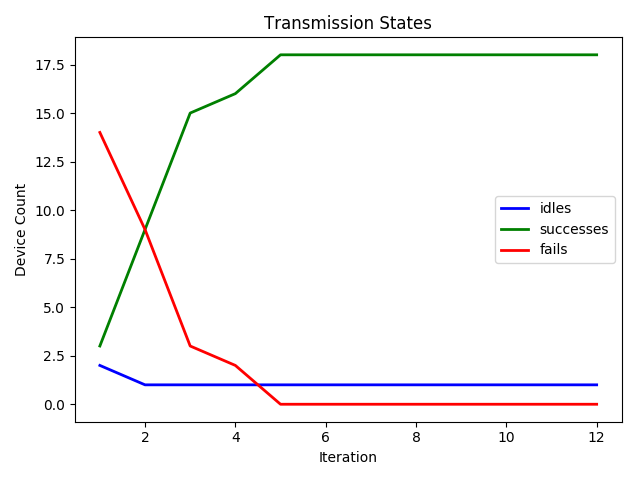 Transmission States
17.5
15.0
12.5
10.0
7.5
5.0
2.5
0.0
Device Count
idles
successes
fails
2
4
6
8
10
12
Iteration